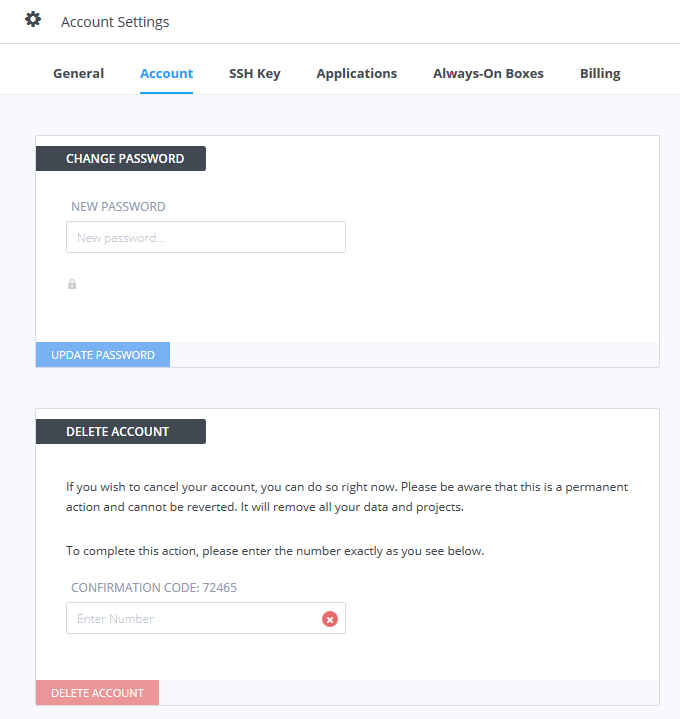 Account Settings
General Account SSH Key Applications Always-On Boxes Billing
CHANGE PASSWORD
NEW PASSWORD
New password...
UPDATE PASSWORD
DELETE ACCOUNT
If you wish to cancel your account, you can do so right now. Please be aware that this is a permanent
action and cannot be reverted. It will remove all your data and projects.
To complete this action, please enter the number exactly as you see below.
CONFIRMATION CODE: 72465
Enter Number
DELETE ACCOUNT